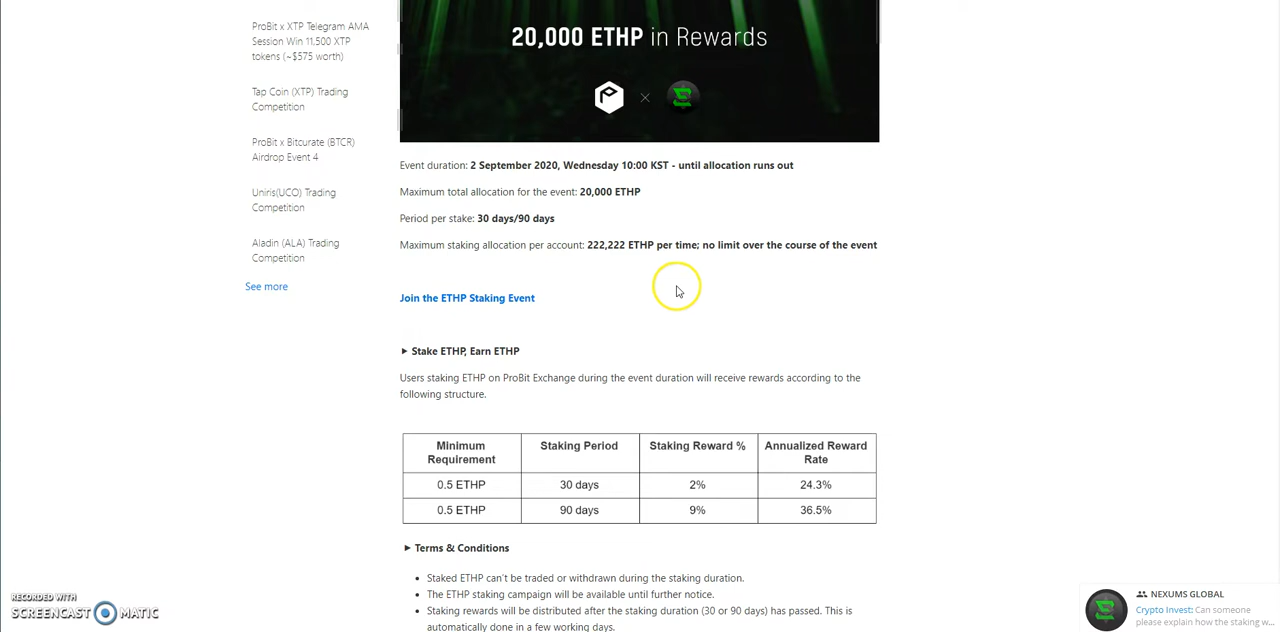 ProBit x XTP Telegram AMA
Session Win 11,500 XTP
tokens (~$575 worth)
Tap Coin (XTP) Trading
Competition
ProBit x Bitcurate (BTCR)
Airdrop Event 4
Uniris(UCO) Trading
Competition
Aladin (ALA) Trading
Competition
See more
20,000 ETHP in Rewards
Event duration: 2 September 2020, Wednesday 10:00 KST - until allocation runs out
Maximum total allocation for the event: 20,000 ETHP
Period per stake: 30 days/90 days
Maximum staking allocation per account: 222,222 ETHP per time; no limit over the course of the event
Join the ETHP Staking Event
► Stake ETHP, Earn ETHP
Users staking ETHP on ProBit Exchange during the event duration will receive rewards according to the
following structure.
Minimum Requirement Staking Period Staking Reward % Annualized Reward Rate
0.5 ETHP 30 days 2% 24.3%
0.5 ETHP 90 days 9% 36.5%
► Terms & Conditions
• Staked ETHP can't be traded or withdrawn during the staking duration.
• The ETHP staking campaign will be available until further notice.
• Staking rewards will be distributed after the staking duration (30 or 90 days) has passed. This is
automatically done in a few working days.
RECORDED WITH
SCREENCAST MATIC
NEXUMS GLOBAL
Crypto Invest: Can someone
please explain how the staking w...